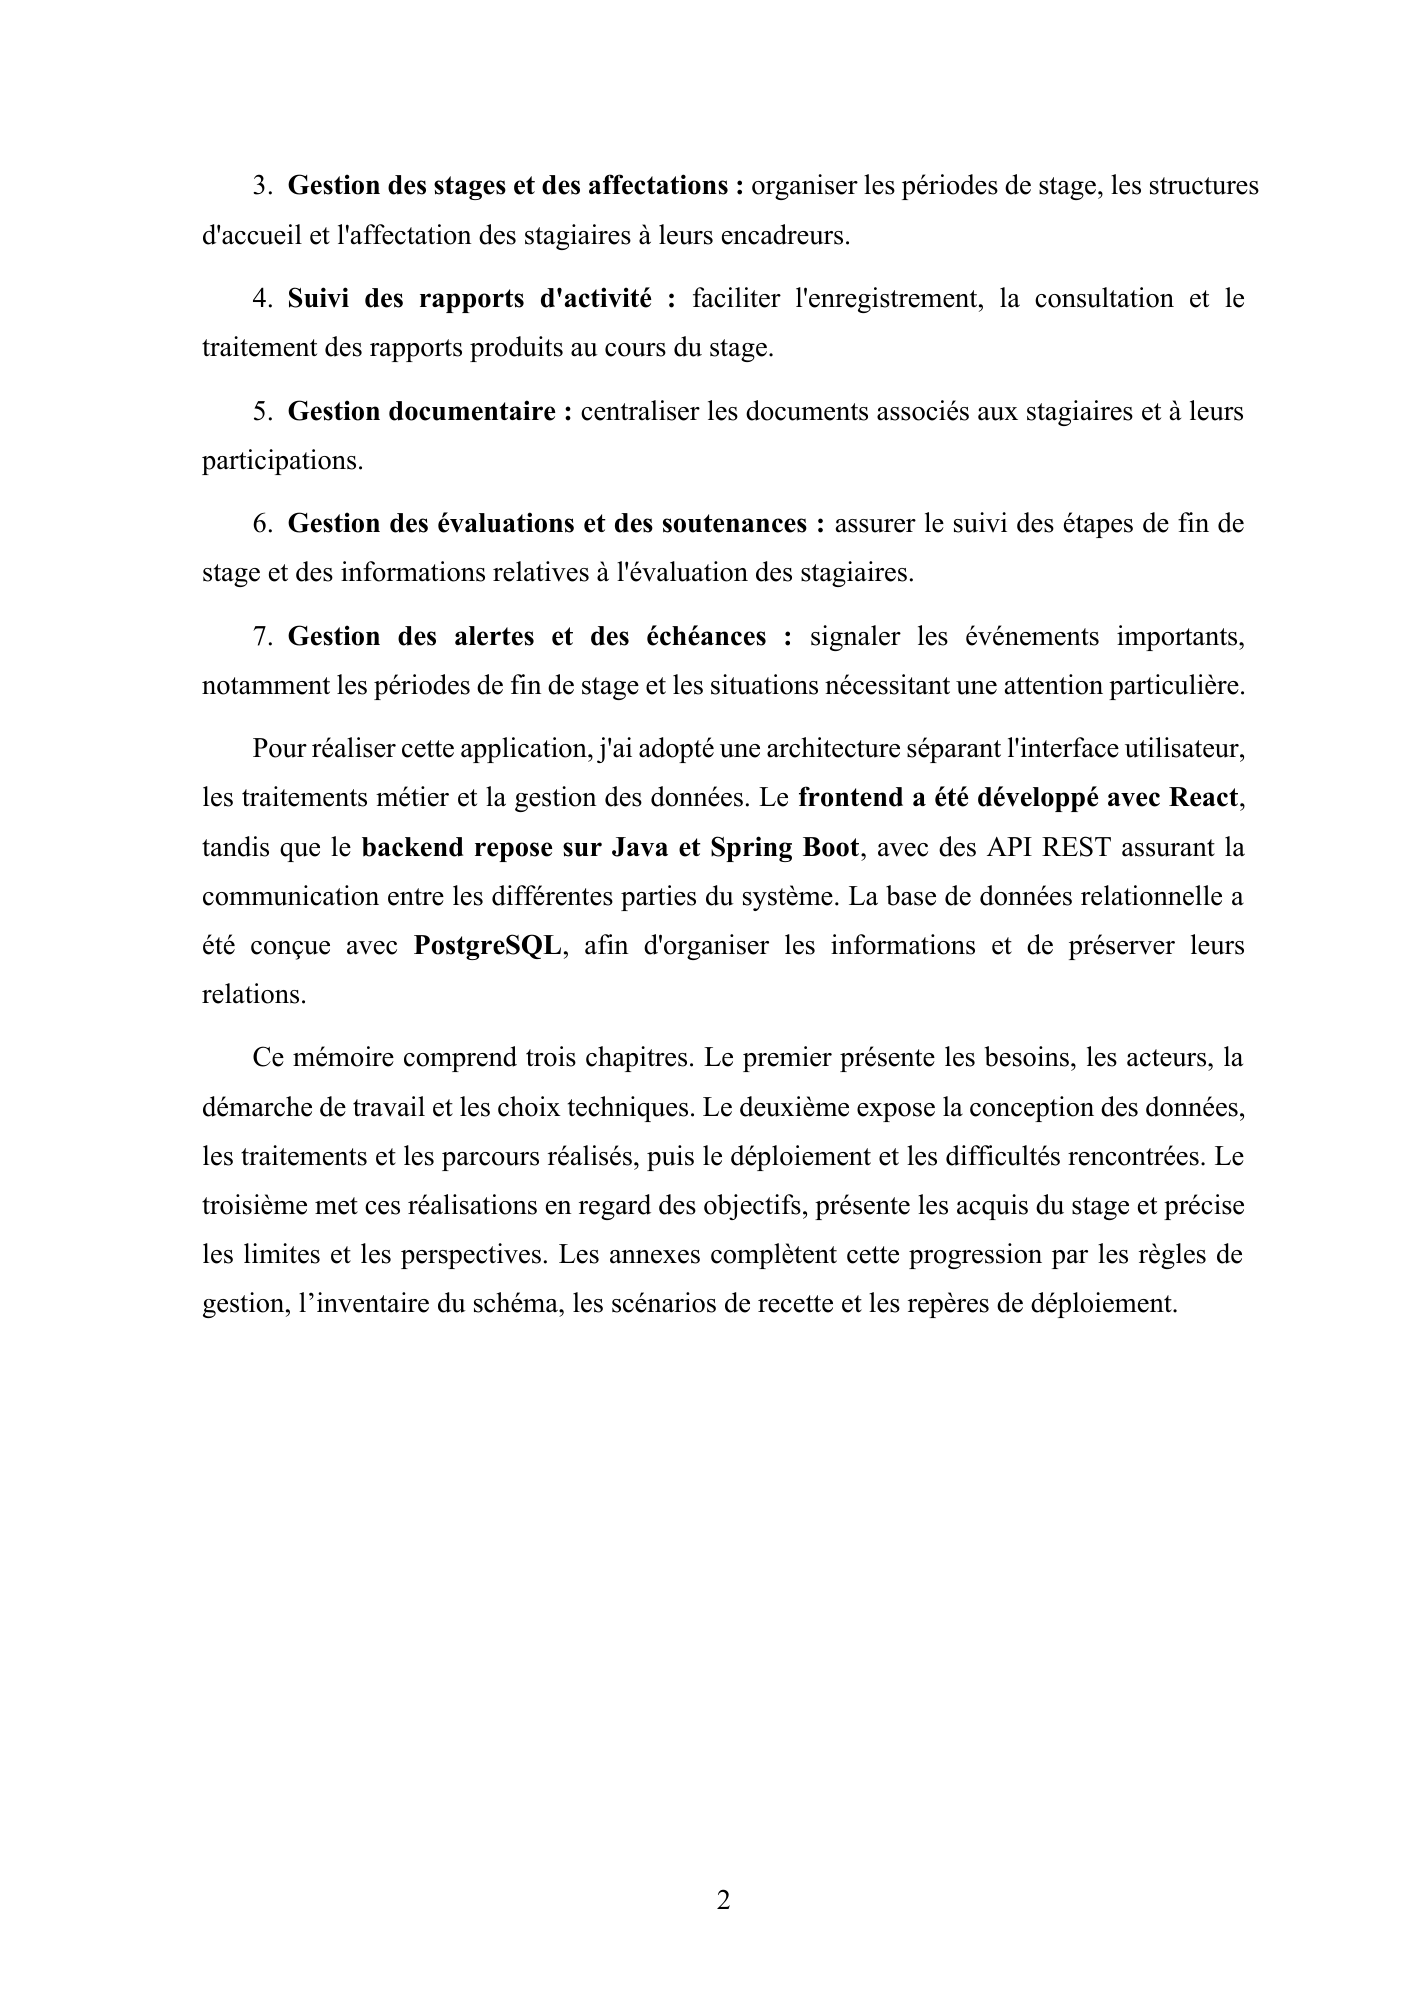 3. Gestion des stages et des affectations : organiser les périodes de stage, les structures
d'accueil et l'affectation des stagiaires à leurs encadreurs.
4. Suivi des rapports d'activité : faciliter l'enregistrement, la consultation et le
traitement des rapports produits au cours du stage.
5. Gestion documentaire : centraliser les documents associés aux stagiaires et à leurs
participations.
6. Gestion des évaluations et des soutenances : assurer le suivi des étapes de fin de
stage et des informations relatives à l'évaluation des stagiaires.
7. Gestion des alertes et des échéances : signaler les événements importants,
notamment les périodes de fin de stage et les situations nécessitant une attention particulière.
Pour réaliser cette application, j'ai adopté une architecture séparant l'interface utilisateur,
les traitements métier et la gestion des données. Le frontend a été développé avec React,
tandis que le backend repose sur Java et Spring Boot, avec des API REST assurant la
communication entre les différentes parties du système. La base de données relationnelle a
été conçue avec PostgreSQL, afin d'organiser les informations et de préserver leurs
relations.
Ce mémoire comprend trois chapitres. Le premier présente les besoins, les acteurs, la
démarche de travail et les choix techniques. Le deuxième expose la conception des données,
les traitements et les parcours réalisés, puis le déploiement et les difficultés rencontrées. Le
troisième met ces réalisations en regard des objectifs, présente les acquis du stage et précise
les limites et les perspectives. Les annexes complètent cette progression par les règles de
gestion, l’inventaire du schéma, les scénarios de recette et les repères de déploiement.
2